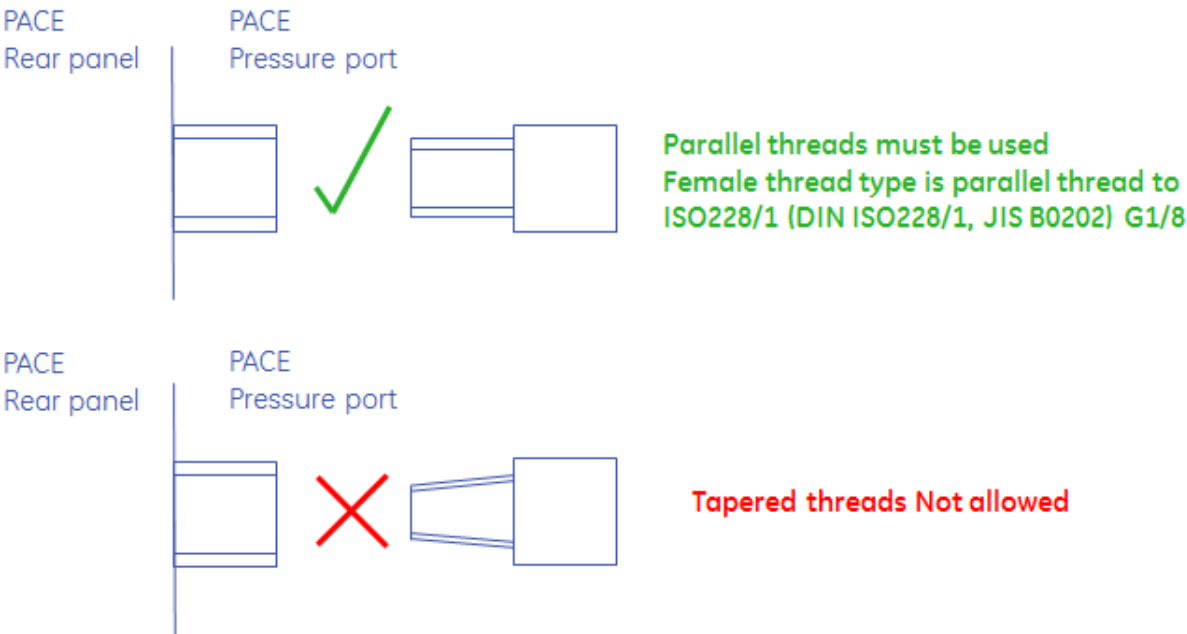 PACE
Rear panel
PACE
Pressure port
Parallel threads must be used
Female thread type is parallel thread to
ISO228/1 (DIN ISO228/1, JIS B0202) G1/8
PACE
Rear panel
PACE
Pressure port
Tapered threads Not allowed